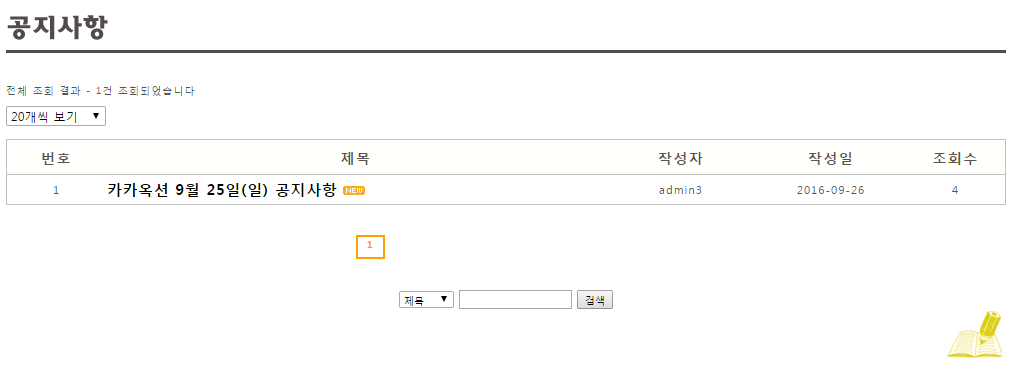 공지사항
전체 조회 결과 - 1건 조회되었습니다
20개씩 보기 ▼
번호 제목 작성자 작성일 조회수
1 카카옥션 9월 25일(일) 공지사항 NEW admin3 2016-09-26 4
1
제목 ▼ 검색